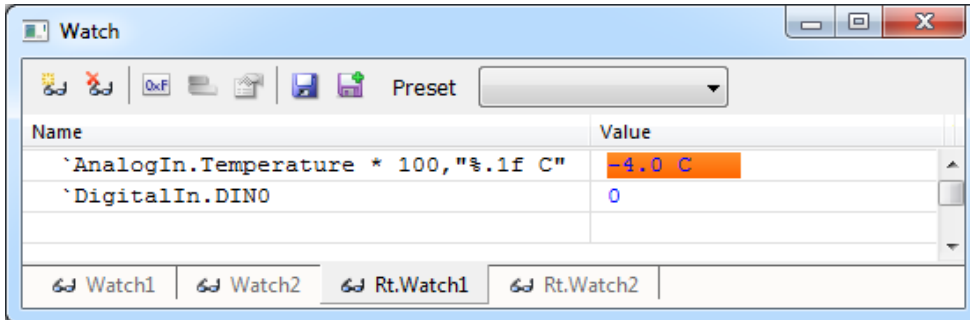 Watch
0xF Preset
Name Value
`AnalogIn.Temperature * 100,"%.1f C" -4.0 C
`DigitalIn.DIN0 0
Watch1 Watch2 Rt.Watch1 Rt.Watch2